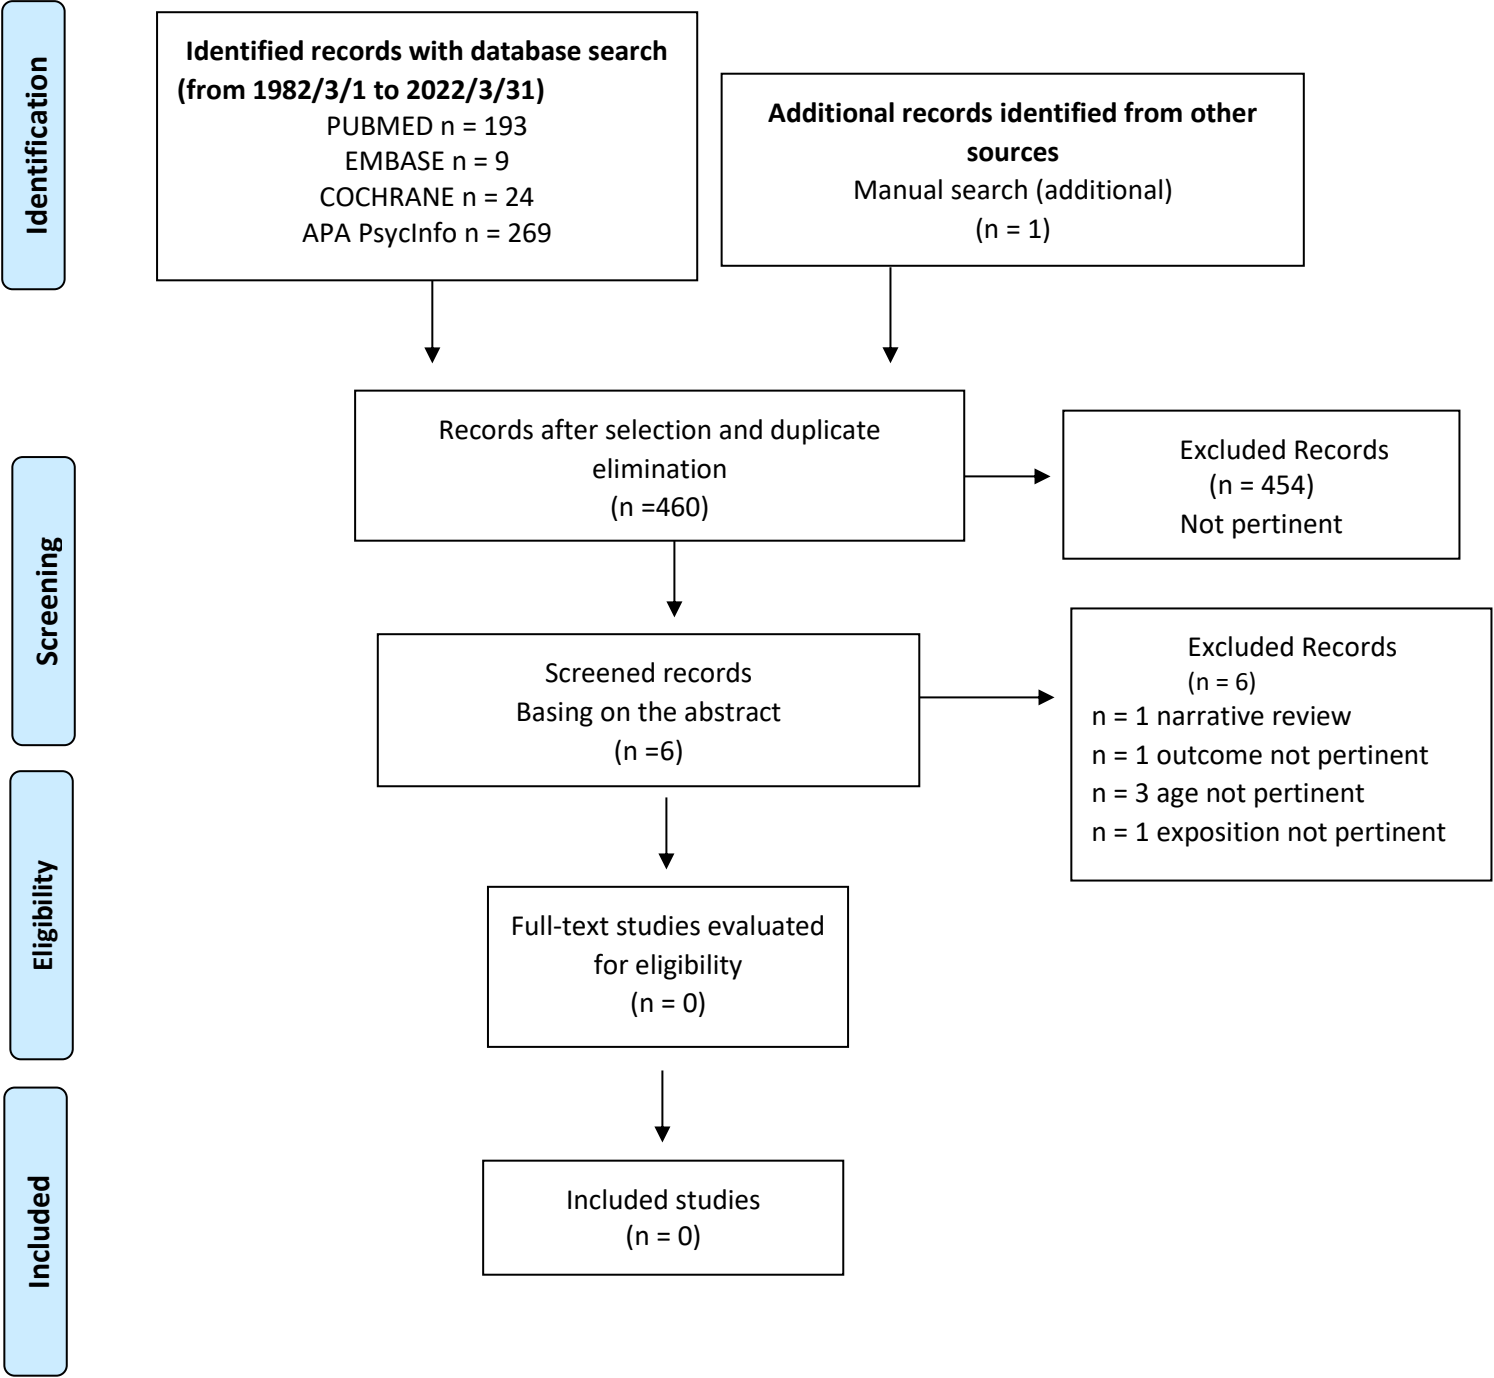 Identification
Identified records with database search
(from 1982/3/1 to 2022/3/31)
PUBMED n = 193
EMBASE n = 9
COCHRANE n = 24
APA PsycInfo n = 269
Additional records identified from other
sources
Manual search (additional)
(n = 1)
Screening
Records after selection and duplicate
elimination
(n =460)
Excluded Records
(n = 454)
Not pertinent
Screened records
Basing on the abstract
(n =6)
Excluded Records
(n = 6)
n = 1 narrative review
n = 1 outcome not pertinent
n = 3 age not pertinent
n = 1 exposition not pertinent
Eligibility
Full-text studies evaluated
for eligibility
(n = 0)
Included
Included studies
(n = 0)